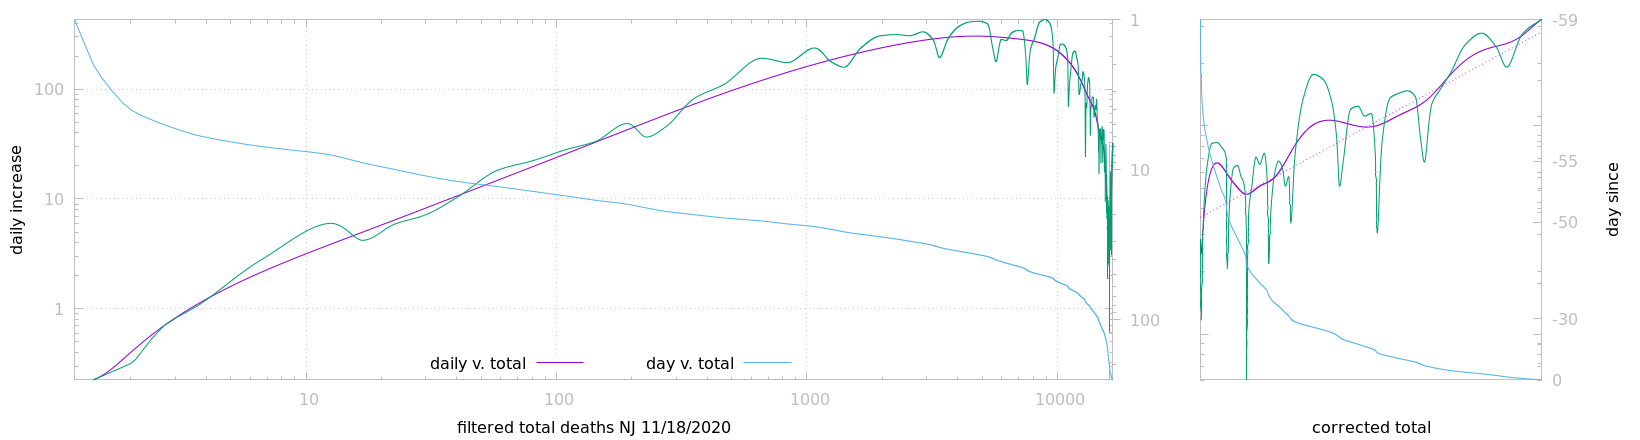 daily increase
100
10
1
daily v. total
day v. total
10
100
1000
10000
filtered total deaths NJ 11/18/2020
1
10
100
-59
-55
-50
-30
0
day since
corrected total